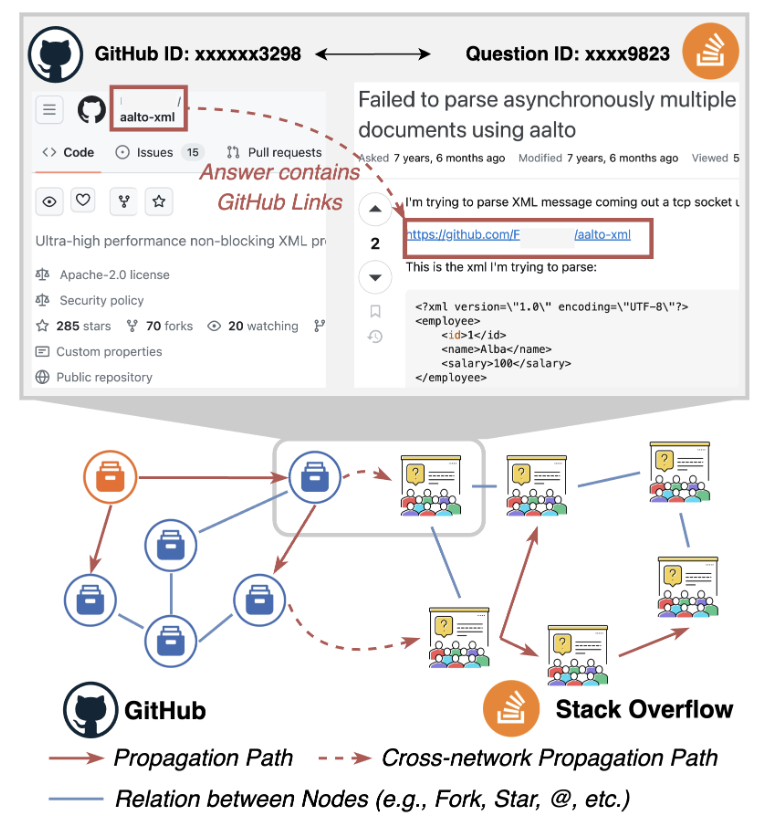 GitHub ID: xxxxxx3298
Question ID: xxxx9823
/
aalto-xml
Code
Issues 15
Pull requests
Ultra-high performance non-blocking XML pr
Apache-2.0 license
Security policy
285 stars 70 forks 20 watching
Custom properties
Public repository
Answer contains
GitHub Links
Failed to parse asynchronously multiple
documents using aalto
Asked 7 years, 6 months ago Modified 7 years, 6 months ago Viewed 5
I'm trying to parse XML message coming out a tcp socket u
2
https://github.com/F /aalto-xml
This is the xml I'm trying to parse:
<?xml version=\"1.0\" encoding=\"UTF-8\"?>
<employee>
<id>1</id>
<name>Alba</name>
<salary>100</salary>
</employee>
?
?
?
?
?
?
GitHub
Stack Overflow
Propagation Path
Cross-network Propagation Path
Relation between Nodes (e.g., Fork, Star, @, etc.)